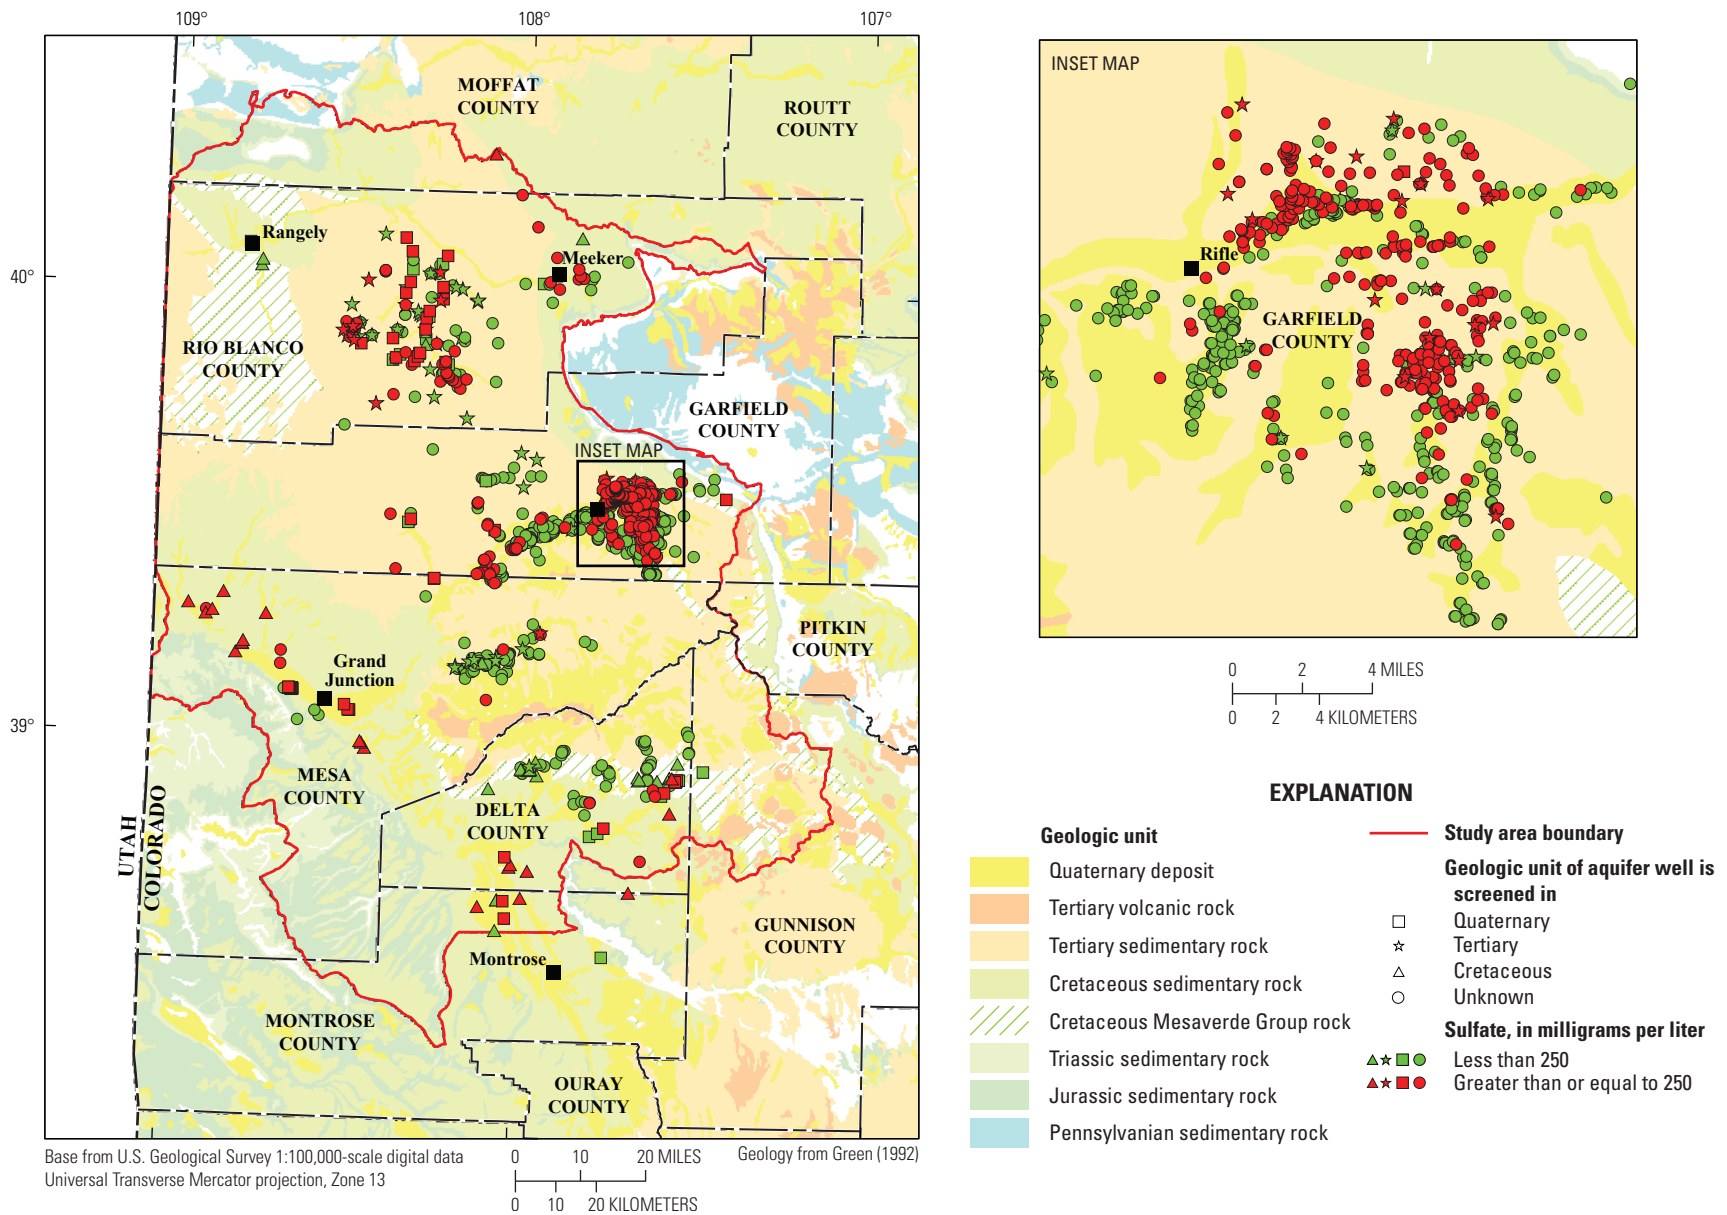 109°
108°
107°
40°
39°
MOFFAT
COUNTY
ROUTT
COUNTY
Rangely
Meeker
RIO BLANCO
COUNTY
GARFIELD
COUNTY
INSET MAP
PITKIN
COUNTY
Grand
Junction
MESA
COUNTY
DELTA
COUNTY
UTAH
COLORADO
GUNNISON
COUNTY
Montrose
MONTROSE
COUNTY
OURAY
COUNTY
Base from U.S. Geological Survey 1:100,000-scale digital data
Universal Transverse Mercator projection, Zone 13
0 10 20 MILES
0 10 20 KILOMETERS
Geology from Green (1992)
INSET MAP
Rifle
GARFIELD
COUNTY
0 2 4 MILES
0 2 4 KILOMETERS
EXPLANATION
Geologic unit
Quaternary deposit
Tertiary volcanic rock
Tertiary sedimentary rock
Cretaceous sedimentary rock
Cretaceous Mesaverde Group rock
Triassic sedimentary rock
Jurassic sedimentary rock
Pennsylvanian sedimentary rock
Study area boundary
Geologic unit of aquifer well is
screened in
Quaternary
Tertiary
Cretaceous
Unknown
Sulfate, in milligrams per liter
Less than 250
Greater than or equal to 250